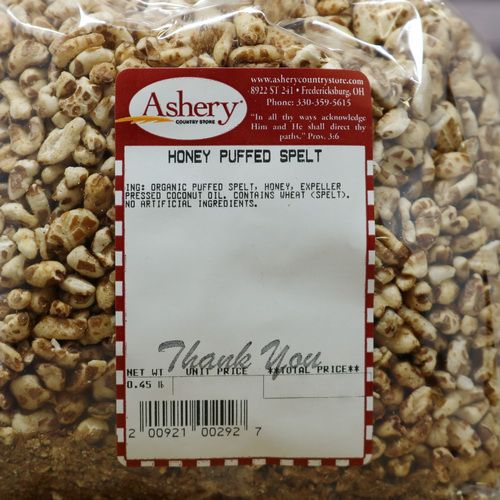 Ashery
COUNTRY STORE
www.asherycountrystore.com
8922 ST 241 • Fredericksburg, OH
Phone: 330-359-5615
"In all thy ways acknowledge
Him and He shall direct thy
paths." Prov. 3:6
HONEY PUFFED SPELT
ING: ORGANIC PUFFED SPELT, HONEY, EXPELLER
PRESSED COCONUT OIL. CONTAINS WHEAT (SPELT).
NO ARTIFICIAL INGREDIENTS.
Thank You
NET WT UNIT PRICE **TOTAL PRICE**
0.45 lb
2 00921 00292 7